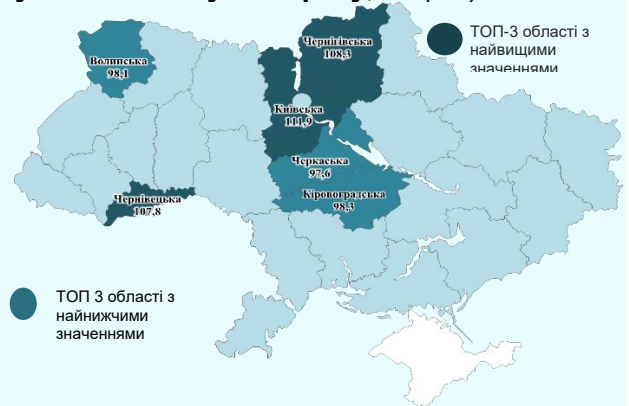 Чернігівська
108,3
ТОП-3 області з
найвищими
значеннями
Волинська
98,1
Київська
111,9
Черкаська
97,6
Чернівецька
107,8
Кіровоградська
98,3
ТОП 3 області з
найнижчими
значеннями